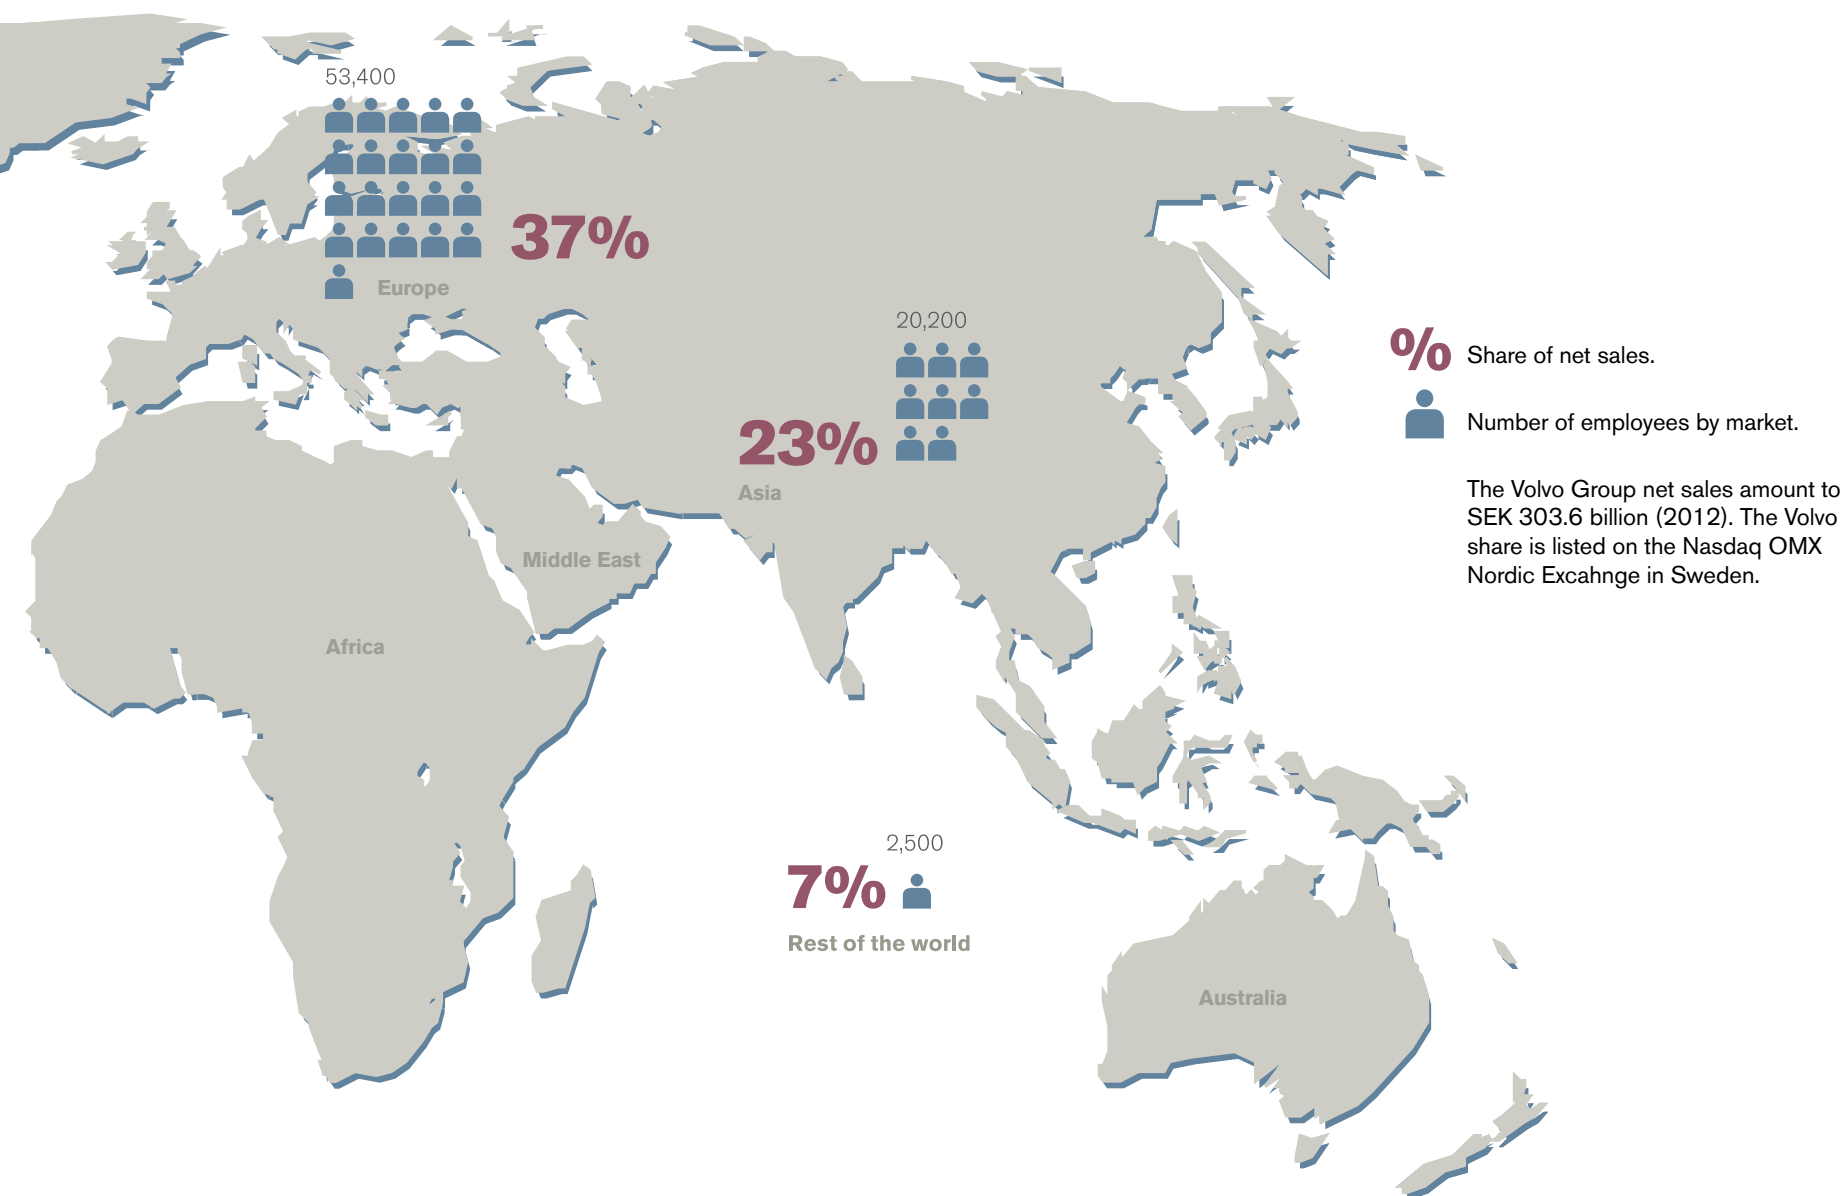 53,400
37%
Europe
20,200
23%
Asia
% Share of net sales.
Number of employees by market.
The Volvo Group net sales amount to
SEK 303.6 billion (2012). The Volvo
share is listed on the Nasdaq OMX
Nordic Excahnge in Sweden.
Middle East
Africa
2,500
7%
Rest of the world
Australia